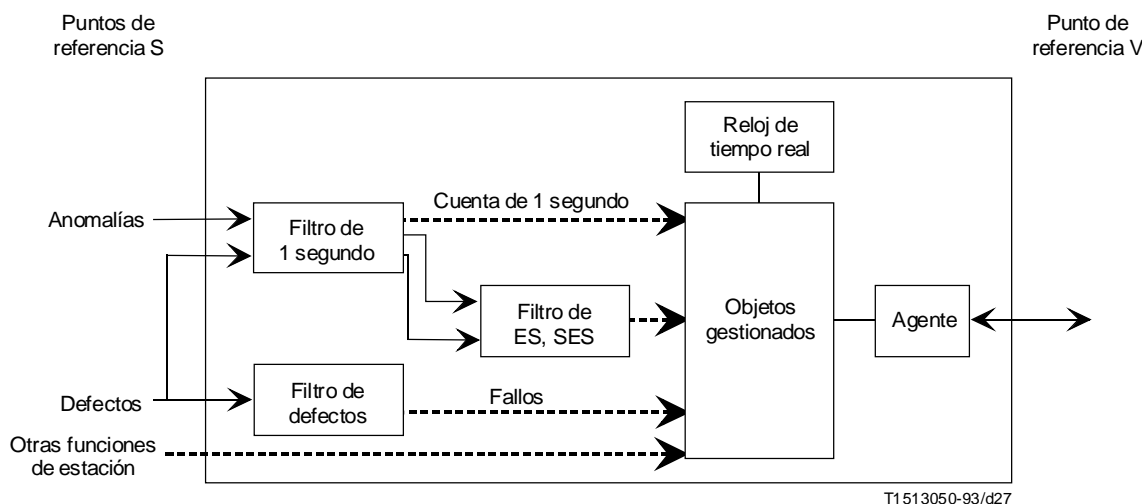 Puntos de
referencia S
Punto de
referencia V
Reloj de
tiempo real
Anomalías
Filtro de
1 segundo
Cuenta de 1 segundo
Filtro de
ES, SES
Objetos
gestionados
Agente
Defectos
Filtro de
defectos
Fallos
Otras funciones
de estación
T1513050-93/d27